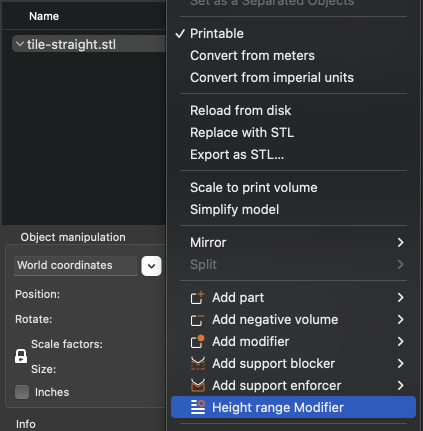 Set as a Separated Objects
Name
✓ Printable
Convert from meters
tile-straight.stl
Convert from imperial units
Reload from disk
Replace with STL
Export as STL...
Scale to print volume
Simplify model
Object manipulation
Mirror
World coordinates
Split
Position:
Add part
Rotate:
Add negative volume
Scale factors:
Add modifier
Add support blocker
Size:
Add support enforcer
Inches
Height range Modifier
Info